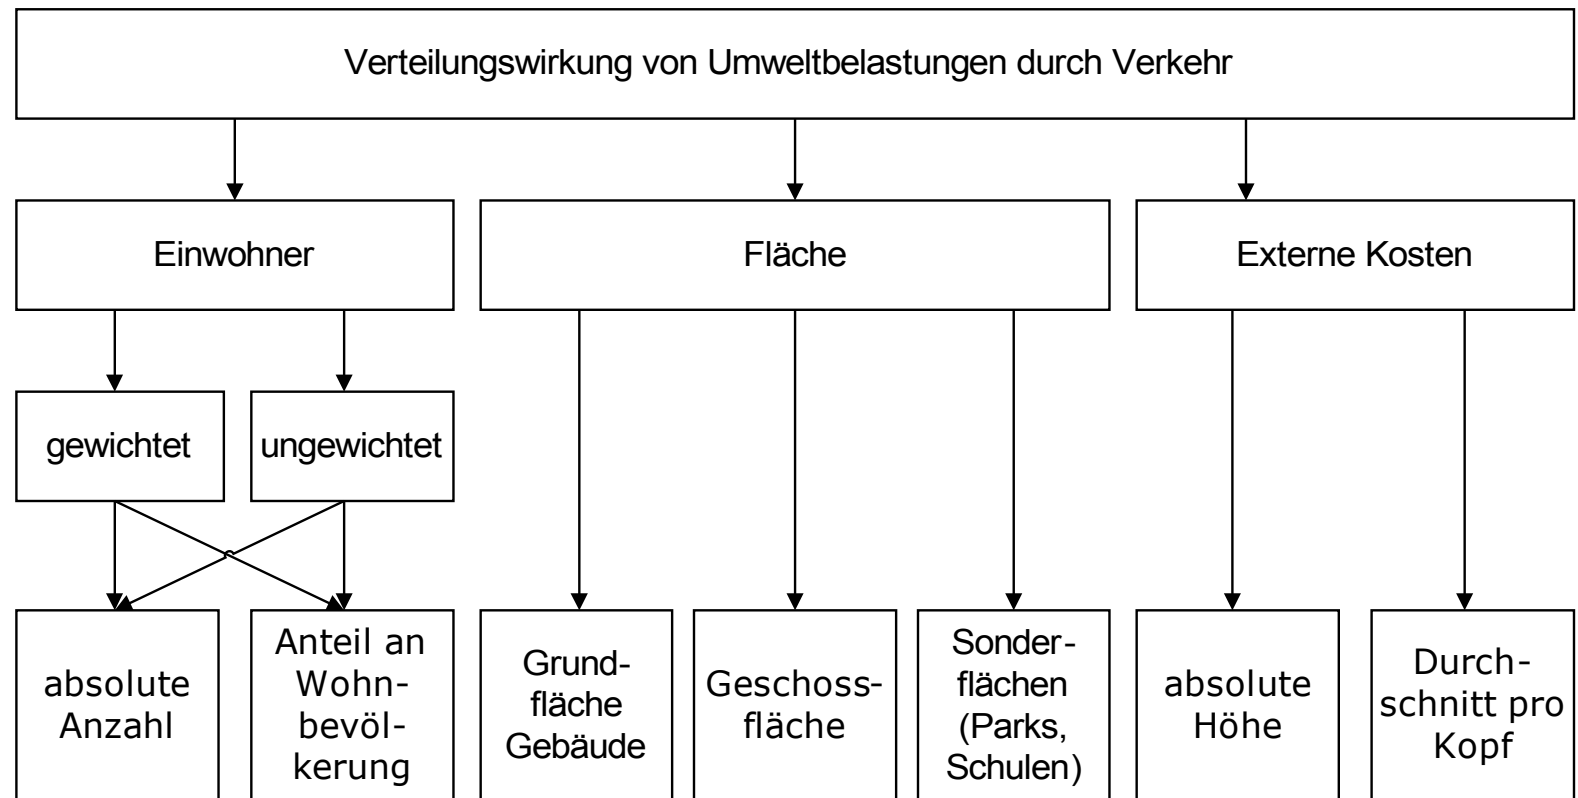 Verteilungswirkung von Umweltbelastungen durch Verkehr
Einwohner
Fläche
Externe Kosten
gewichtet
ungewichtet
absolute
Anzahl
Anteil an
Wohn-
bevöl-
kerung
Grund-
fläche
Gebäude
Geschoss-
fläche
Sonder-
flächen
(Parks,
Schulen)
absolute
Höhe
Durch-
schnitt pro
Kopf